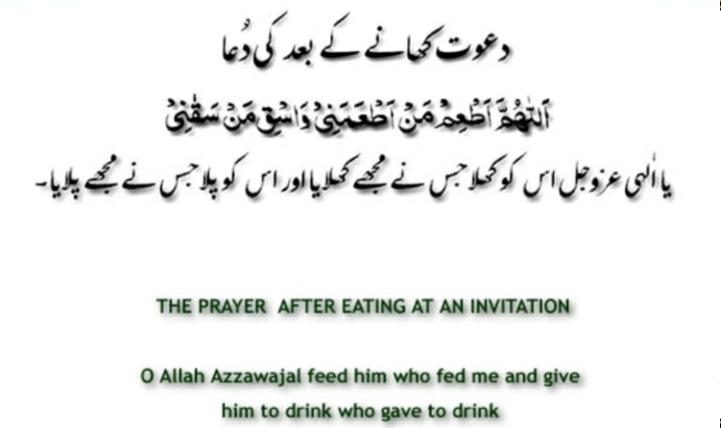 دعوت کھانے کے بعد کی دُعا
اَللّٰهُمَّ اَطْعِمْ مَنْ اَطْعَمَنِیْ وَاسْقِ مَنْ سَقٰنِیْ
یا الٰہی عزوجل اس کو کھلا جس نے مجھے کھلایا اور اس کو پلا جس نے مجھے پلایا۔
THE PRAYER AFTER EATING AT AN INVITATION
O Allah Azzawajal feed him who fed me and give
him to drink who gave to drink